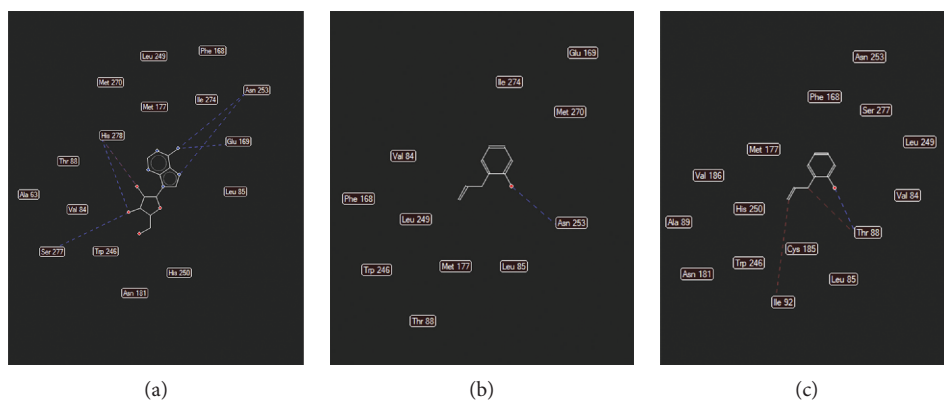 Phe 168
Leu 249
Met 270
Asn 253
Ile 274
Met 177
His 278
Glu 169
Thr 88
Ala 63
Leu 85
Val 84
Ser 277
Trp 246
His 250
Asn 181
(a)
Glu 169
Ile 274
Met 270
Val 84
Phe 168
Leu 249
Asn 253
Trp 246
Met 177
Leu 85
Thr 88
(b)
Asn 253
Phe 168
Ser 277
Leu 249
Met 177
Val 186
Val 84
His 250
Ala 89
Thr 88
Cys 185
Trp 246
Asn 181
Leu 85
Ile 92
(c)